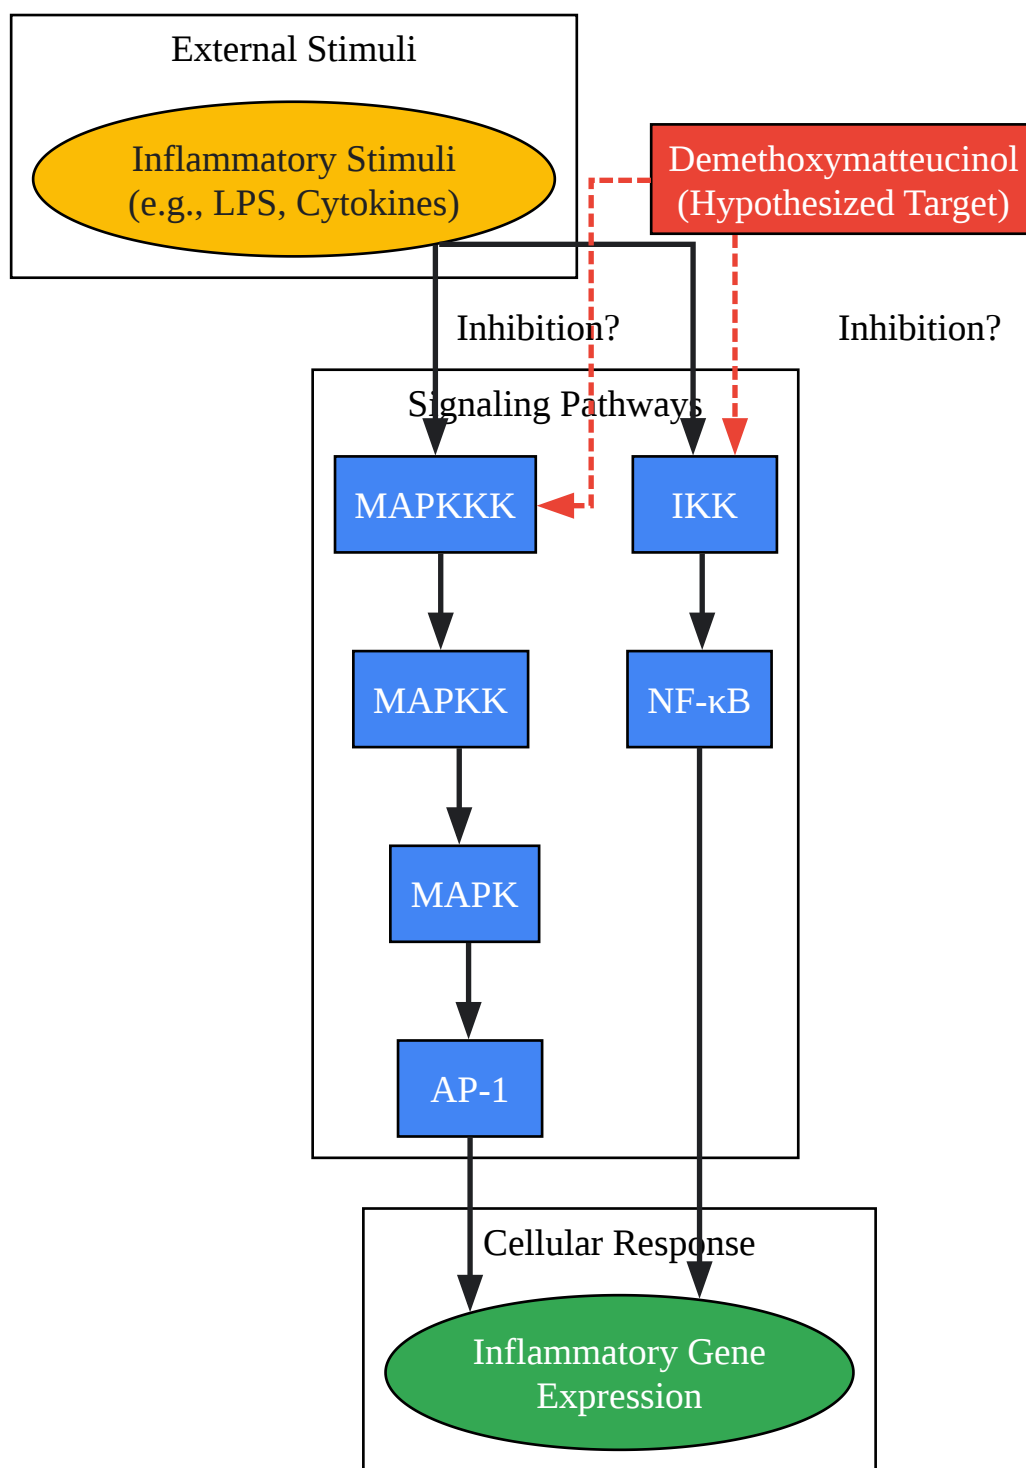 External Stimuli
Inflammatory Stimuli
(e.g., LPS, Cytokines)
Demethoxymatteucinol
(Hypothesized Target)
Inhibition?
Inhibition?
Signaling Pathways
MAPKKK
IKK
MAPKK
NF-κB
MAPK
AP-1
Cellular Response
Inflammatory Gene
Expression